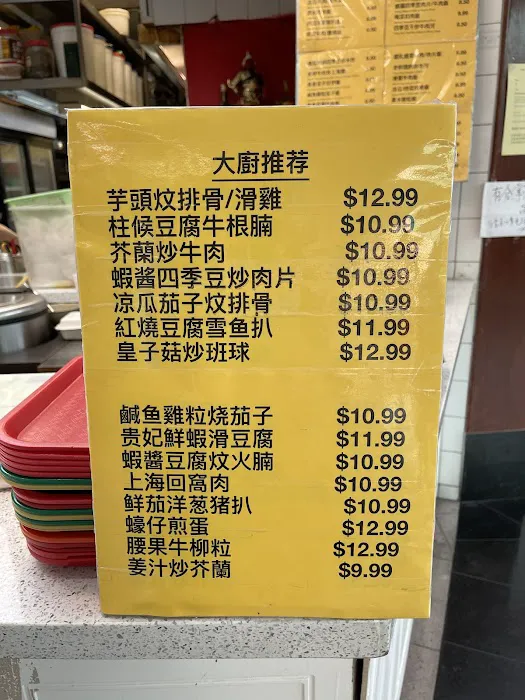 大廚推荐
芋頭炆排骨/滑雞 $12.99
柱候豆腐牛根腩 $10.99
芥蘭炒牛肉 $10.99
蝦醬四季豆炒肉片 $10.99
凉瓜茄子炆排骨 $10.99
紅燒豆腐雪鱼扒 $11.99
皇子菇炒班球 $12.99
鹹鱼雞粒烧茄子 $10.99
贵妃鮮蝦滑豆腐 $11.99
蝦醬豆腐炆火腩 $10.99
上海回窩肉 $10.99
鮮茄洋葱猪扒 $10.99
蠔仔煎蛋 $12.99
腰果牛柳粒 $12.99
姜汁炒芥蘭 $9.99